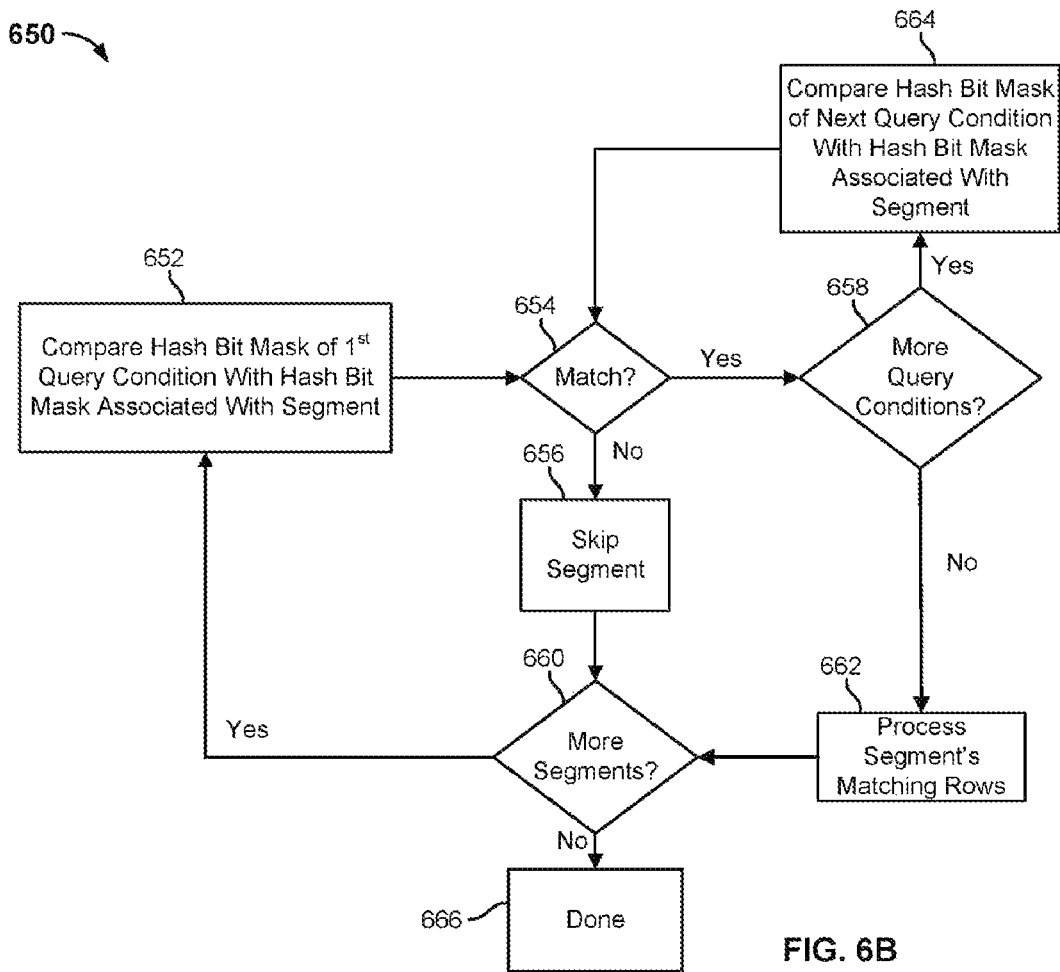 650
664
Compare Hash Bit Mask
of Next Query Condition
With Hash Bit Mask
Associated With
Segment
652
Compare Hash Bit Mask of 1st
Query Condition With Hash Bit
Mask Associated With Segment
654
Match?
Yes
Yes
658
More
Query
Conditions?
No
656
Skip
Segment
No
660
More
Segments?
Yes
662
Process
Segment's
Matching Rows
No
666
Done
FIG. 6B